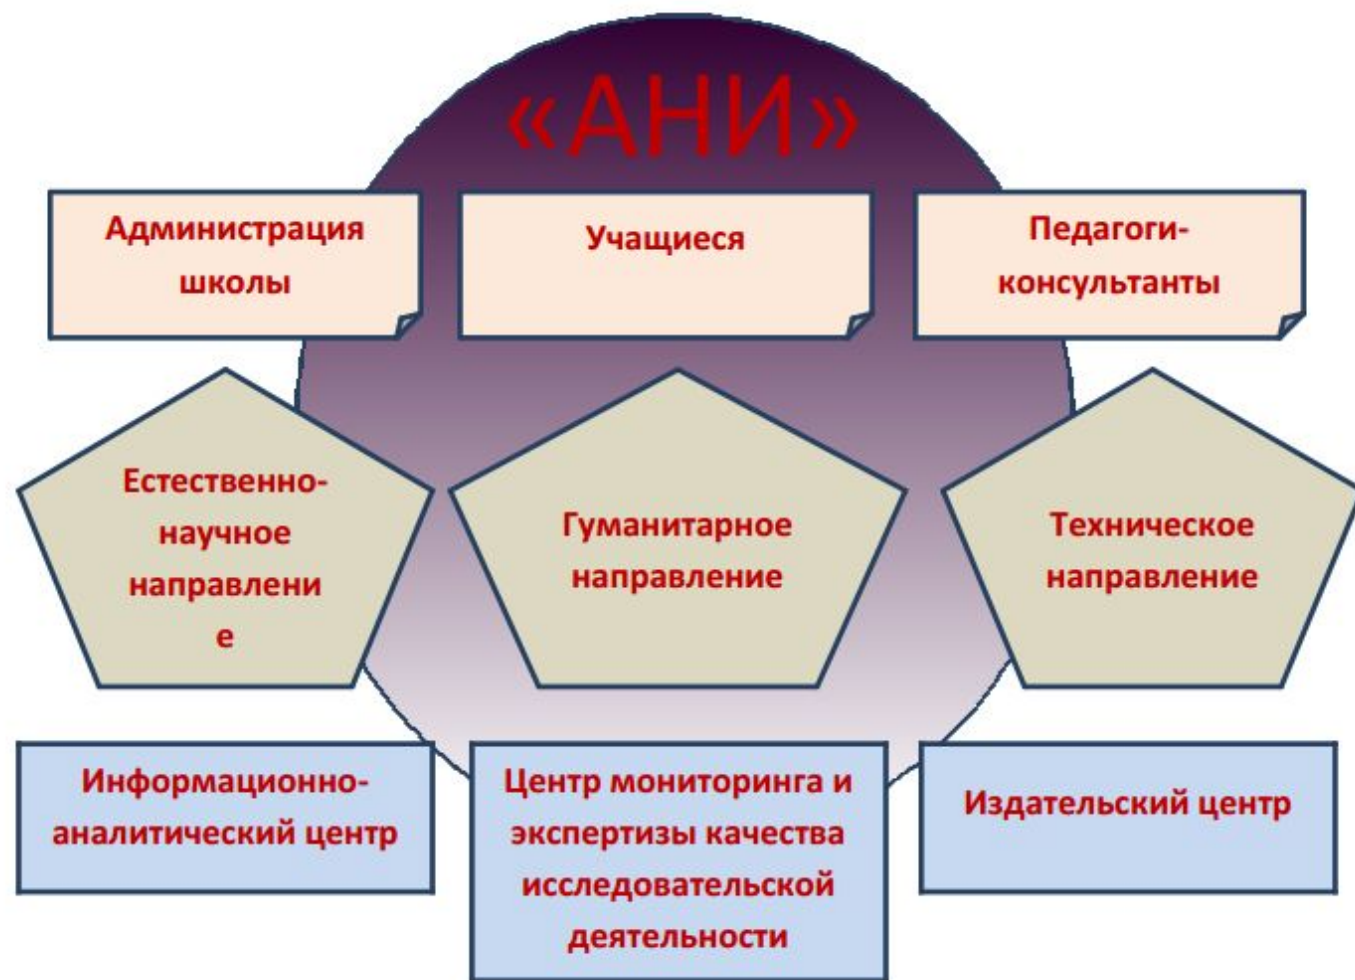 «АНИ»
Администрация
школы
Учащиеся
Педагоги-
консультанты
Естественно-
научное
направлени
е
Гуманитарное
направление
Техническое
направление
Информационно-
аналитический центр
Центр мониторинга и
экспертизы качества
исследовательской
деятельности
Издательский центр